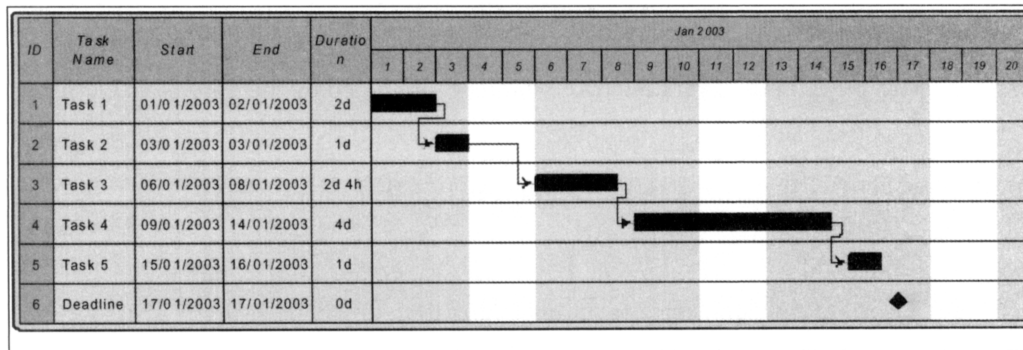 ID Task Name Start End Duration Jan 2003
1 2 3 4 5 6 7 8 9 10 11 12 13 14 15 16 17 18 19 20
1 Task 1 01/01/2003 02/01/2003 2d
2 Task 2 03/01/2003 03/01/2003 1d
3 Task 3 06/01/2003 08/01/2003 2d 4h
4 Task 4 09/01/2003 14/01/2003 4d
5 Task 5 15/01/2003 16/01/2003 1d
6 Deadline 17/01/2003 17/01/2003 0d